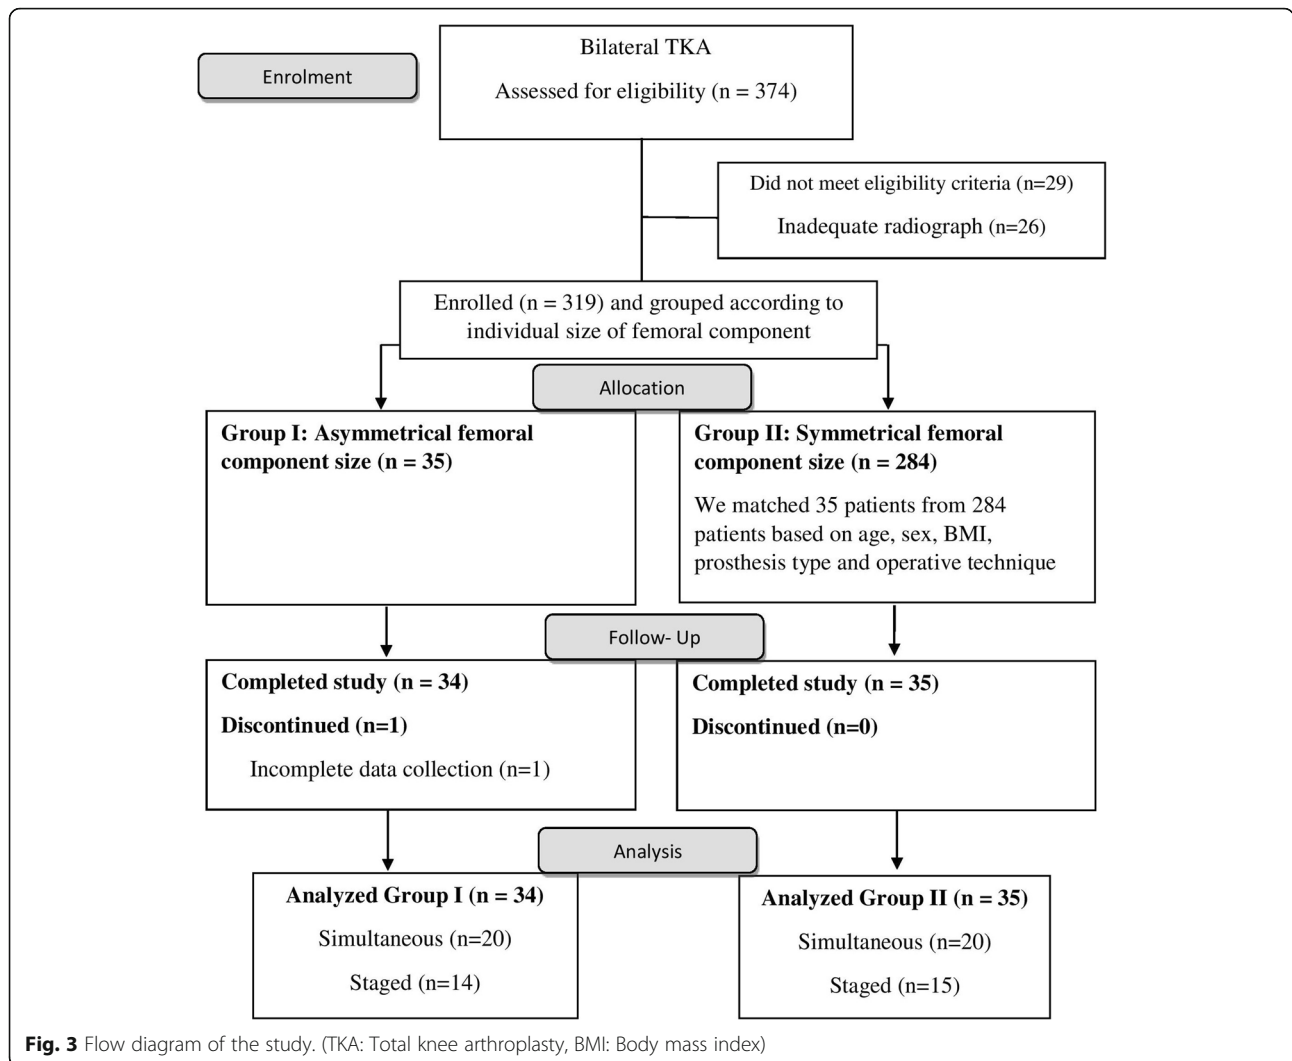 Enrolment
Bilateral TKA
Assessed for eligibility (n = 374)
Did not meet eligibility criteria (n=29)
Inadequate radiograph (n=26)
Enrolled (n = 319) and grouped according to
individual size of femoral component
Allocation
Group I: Asymmetrical femoral
component size (n = 35)
Group II: Symmetrical femoral
component size (n = 284)
We matched 35 patients from 284
patients based on age, sex, BMI,
prosthesis type and operative technique
Follow- Up
Completed study (n = 34)
Discontinued (n=1)
Incomplete data collection (n=1)
Completed study (n = 35)
Discontinued (n=0)
Analysis
Analyzed Group I (n = 34)
Simultaneous (n=20)
Staged (n=14)
Analyzed Group II (n = 35)
Simultaneous (n=20)
Staged (n=15)
Fig. 3 Flow diagram of the study. (TKA: Total knee arthroplasty, BMI: Body mass index)